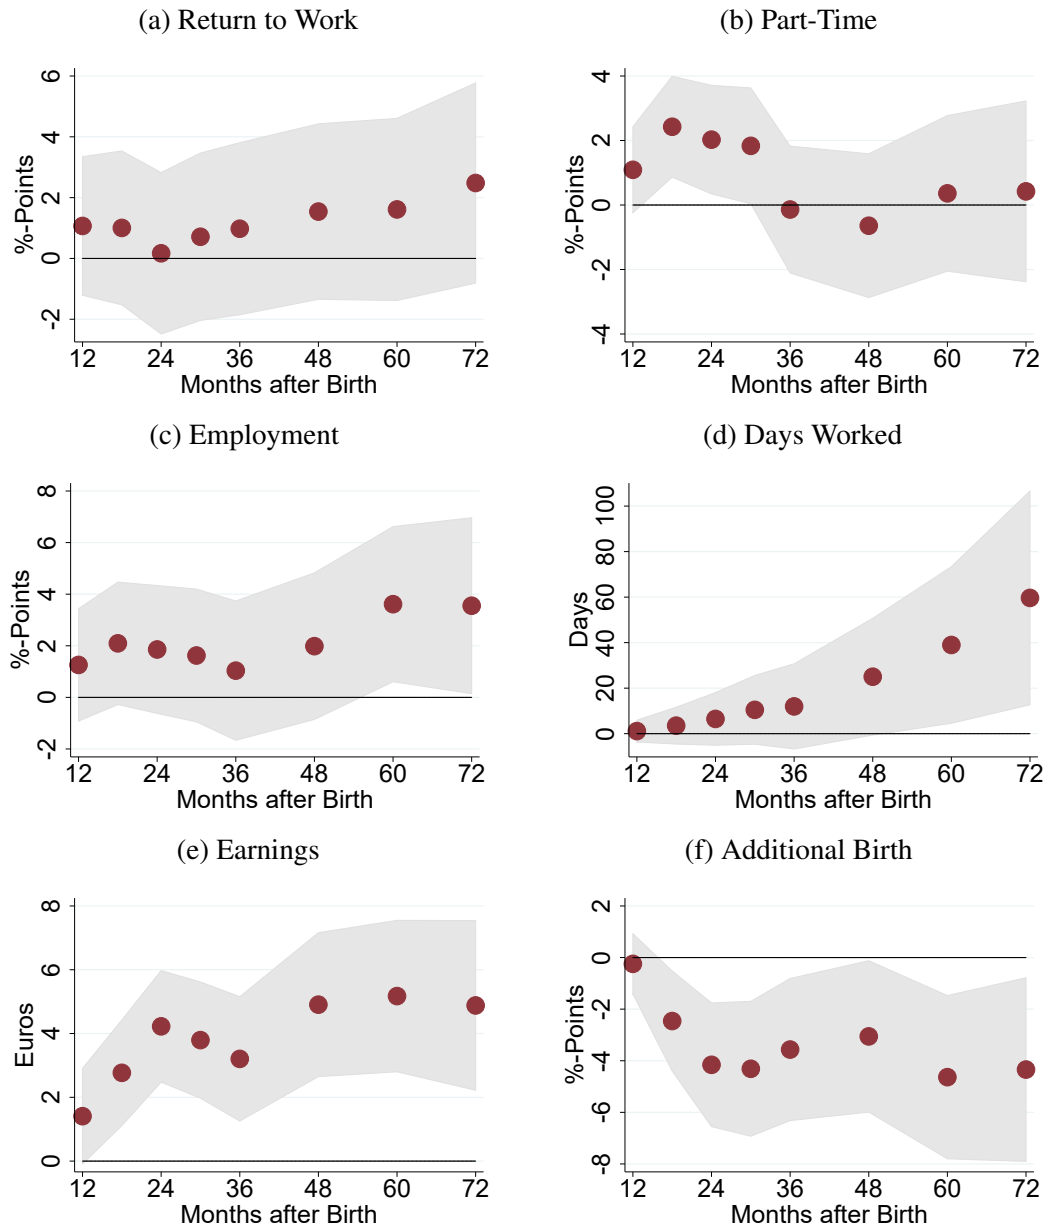 (a) Return to Work
%-Points
6
4
2
0
-2
12 24 36 48 60 72
Months after Birth
(b) Part-Time
%-Points
4
2
0
-2
-4
12 24 36 48 60 72
Months after Birth
(c) Employment
%-Points
8
6
4
2
0
-2
12 24 36 48 60 72
Months after Birth
(d) Days Worked
Days
100
80
60
40
20
0
12 24 36 48 60 72
Months after Birth
(e) Earnings
Euros
8
6
4
2
0
12 24 36 48 60 72
Months after Birth
(f) Additional Birth
%-Points
2
0
-2
-4
-6
-8
12 24 36 48 60 72
Months after Birth